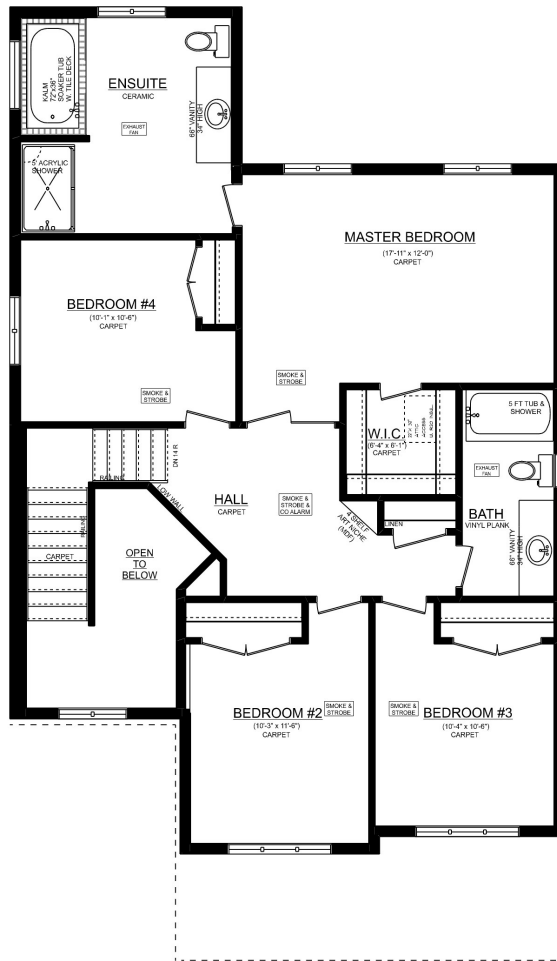 KALM
72"x36"
SOAKER TUB
W. TILE DECK
ENSUITE
CERAMIC
EXHAUST
FAN
66" VANITY
34" HIGH
5' ACRYLIC
SHOWER
MASTER BEDROOM
(17'-11" x 12'-0")
CARPET
BEDROOM #4
(10'-1" x 10'-6")
CARPET
SMOKE &
STROBE
SMOKE &
STROBE
W.I.C.
(6'-4" x 6'-1")
CARPET
ATTIC
ACCESS
5 FT TUB &
SHOWER
EXHAUST
FAN
BATH
VINYL PLANK
66" VANITY
34" HIGH
DN 14 R
RAILING
LOW WALL
RAILING
CARPET
HALL
CARPET
SMOKE &
STROBE &
CO ALARM
4 SHELF
ART NICHE
(MDF)
LINEN
OPEN
TO
BELOW
BEDROOM #2
(10'-3" x 11'-6")
CARPET
SMOKE &
STROBE
SMOKE &
STROBE
BEDROOM #3
(10'-4" x 10'-6")
CARPET